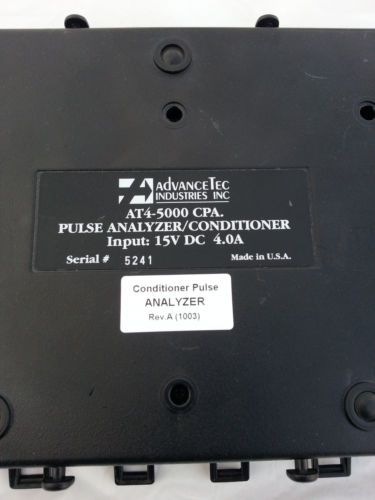 ADVANCETEC
INDUSTRIES INC
AT4-5000 CPA.
PULSE ANALYZER/CONDITIONER
Input: 15V DC 4.0A
Serial # 5241 Made in U.S.A.
Conditioner Pulse
ANALYZER
Rev.A (1003)